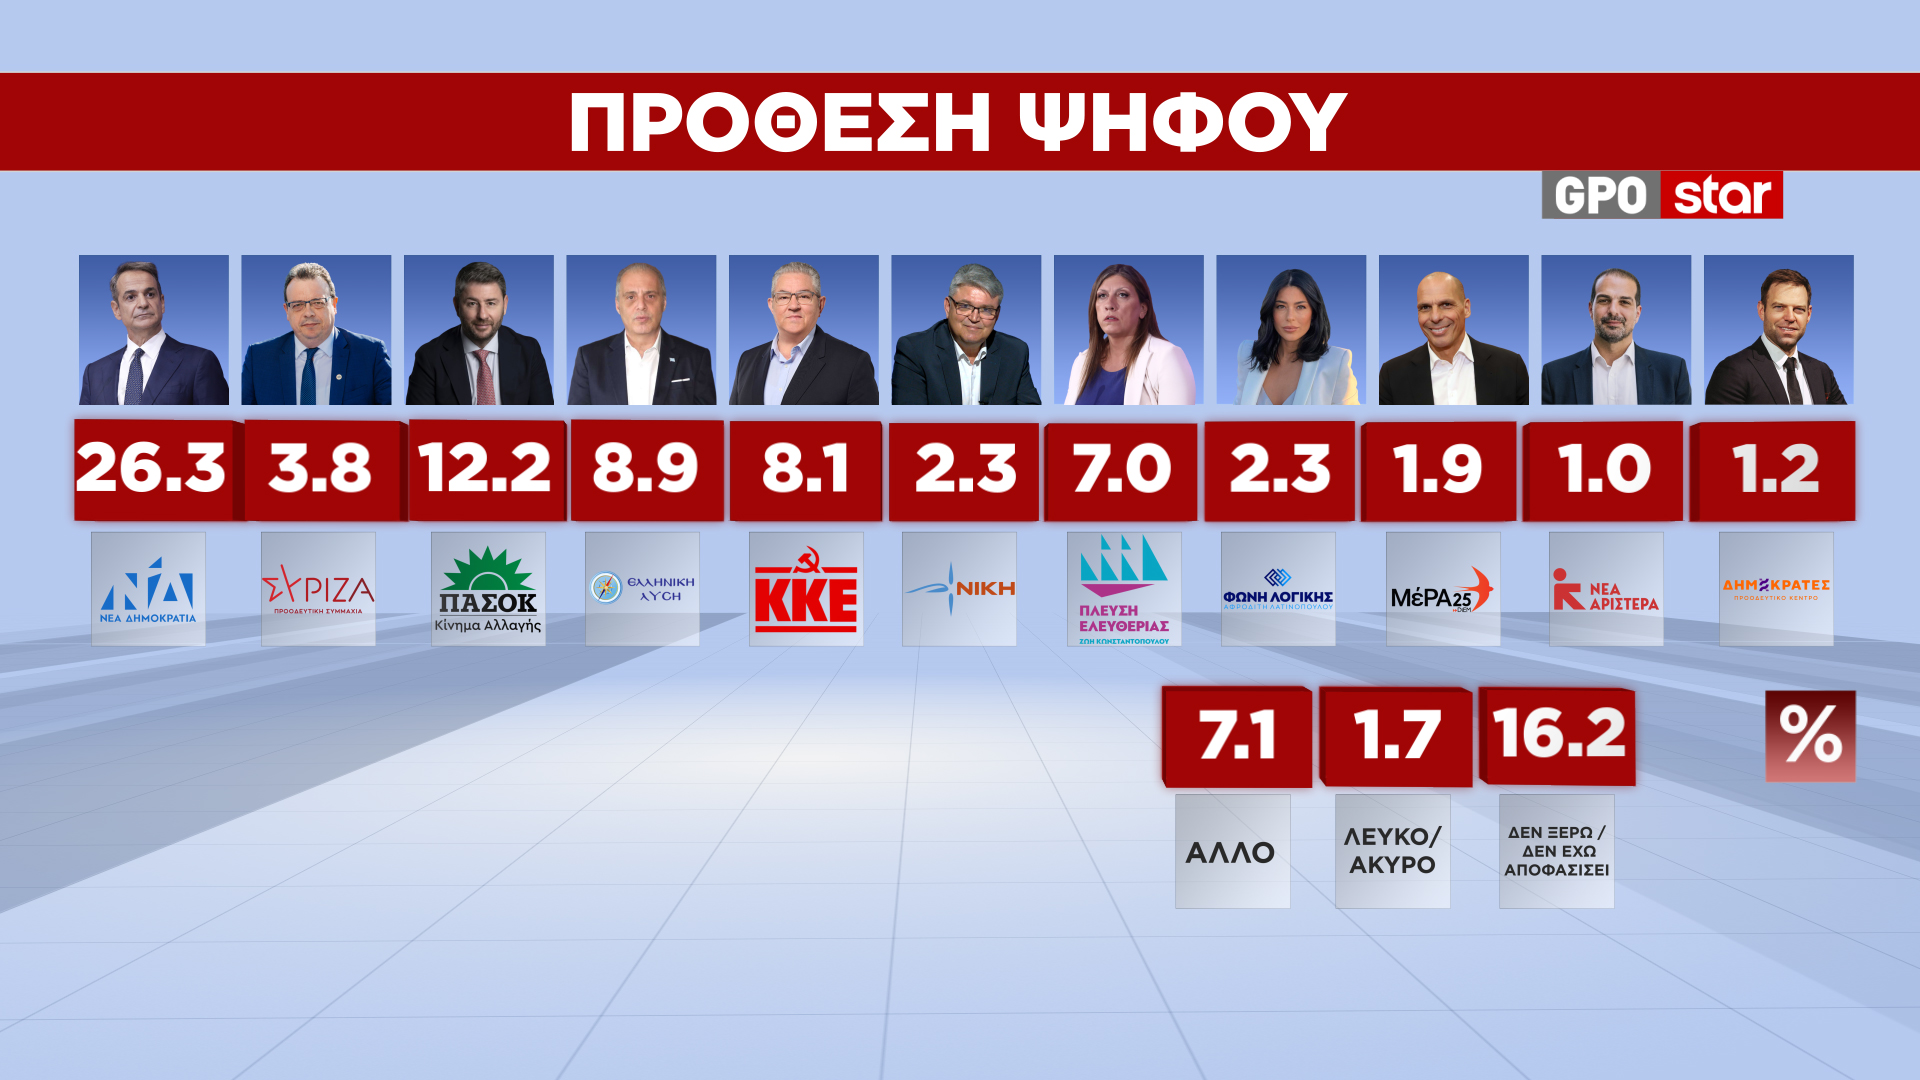 ΠΡΟΘΕΣΗ ΨΗΦΟΥ
GPO star
26.3 3.8 12.2 8.9 8.1 2.3 7.0 2.3 1.9 1.0 1.2
ΝΔ
ΝΕΑ ΔΗΜΟΚΡΑΤΙΑ
ΣΥΡΙΖΑ
ΠΡΟΟΔΕΥΤΙΚΗ ΣΥΜΜΑΧΙΑ
ΠΑΣΟΚ
Κίνημα Αλλαγής
ΕΛΛΗΝΙΚΗ
ΛΥΣΗ
ΚΚΕ
ΝΙΚΗ
ΠΛΕΥΣΗ
ΕΛΕΥΘΕΡΙΑΣ
ΖΩΗ ΚΩΝΣΤΑΝΤΟΠΟΥΛΟΥ
ΦΩΝΗ ΛΟΓΙΚΗΣ
ΑΦΡΟΔΙΤΗ ΛΑΤΙΝΟΠΟΥΛΟΥ
ΜέΡΑ25
DiEM
ΝΕΑ
ΑΡΙΣΤΕΡΑ
ΔΗΜΟΚΡΑΤΕΣ
ΠΡΟΟΔΕΥΤΙΚΟ ΚΕΝΤΡΟ
7.1 1.7 16.2 %
ΑΛΛΟ
ΛΕΥΚΟ/
ΑΚΥΡΟ
ΔΕΝ ΞΕΡΩ /
ΔΕΝ ΕΧΩ
ΑΠΟΦΑΣΙΣΕΙ